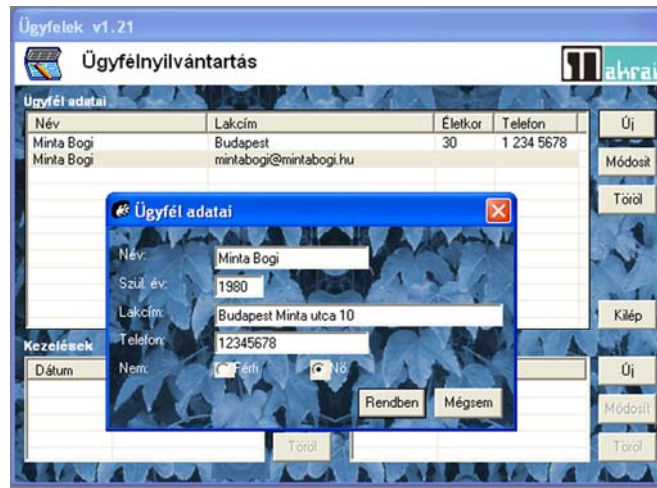 Ügyfelek v1.21
Ügyfélnyilvántartás
Makrai
Ügyfél adatai
Név Lakcím Életkor Telefon
Minta Bogi Budapest 30 1 234 5678
Minta Bogi mintabogi@mintabogi.hu
Új
Módosit
Töröl
Kilép
Ügyfél adatai
Név: Minta Bogi
Szül. év: 1980
Lakcím: Budapest Minta utca 10
Telefon: 12345678
Nem: Férfi Nő
Rendben Mégsem
Kezelések
Dátum
Töröl
Új
Módosít
Töröl